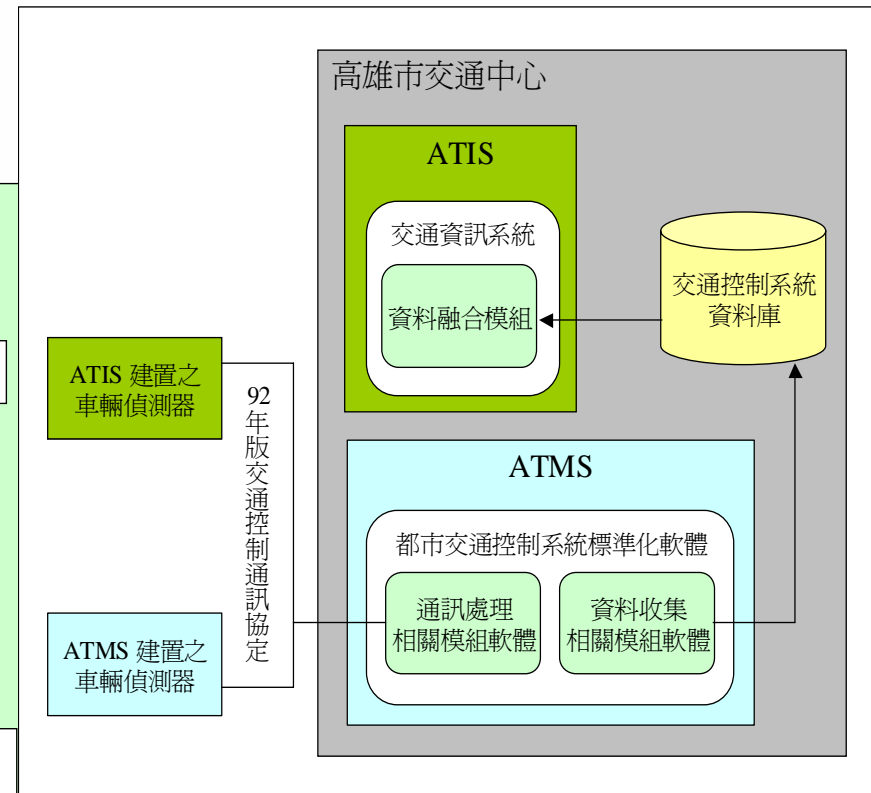 高雄市交通中心
ATIS
交通資訊系統
資料融合模組
交通控制系統
資料庫
ATIS 建置之
車輛偵測器
92年版交通控制通訊協定
ATMS
都市交通控制系統標準化軟體
通訊處理
相關模組軟體
資料收集
相關模組軟體
ATMS 建置之
車輛偵測器